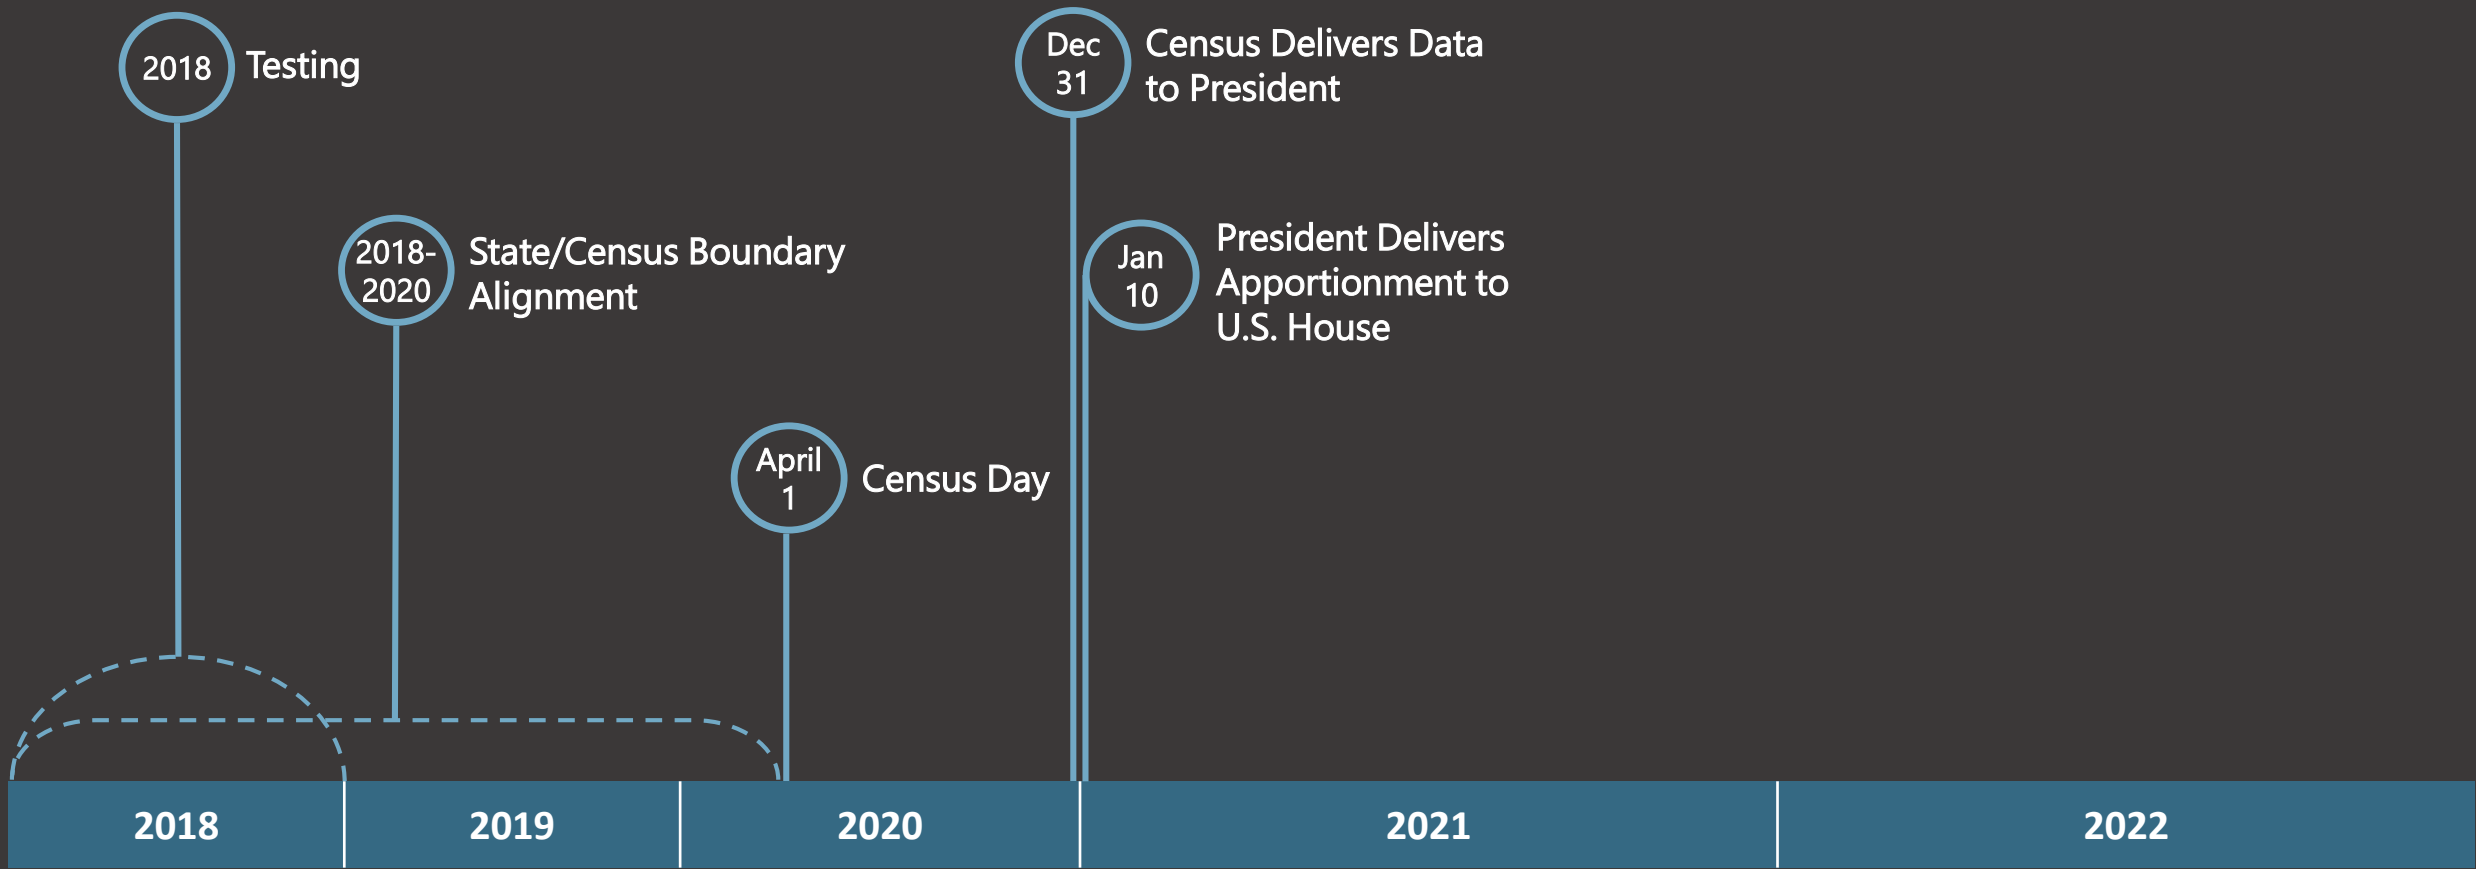 2018
Testing
Dec
31
Census Delivers Data
to President
2018-
2020
State/Census Boundary
Alignment
Jan
10
President Delivers
Apportionment to
U.S. House
April
1
Census Day
2018
2019
2020
2021
2022